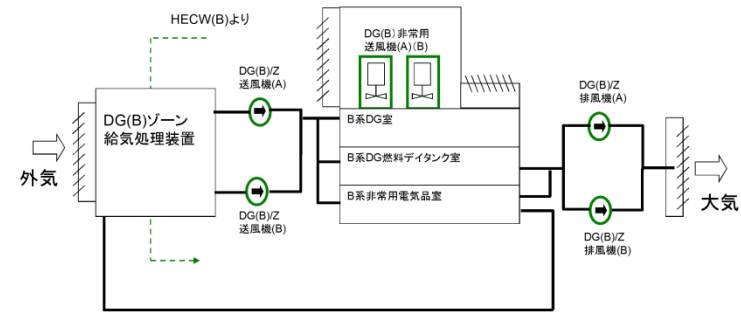 HECW(B)より
DG(B)非常用
送風機(A)(B)
DG(B)/Z
送風機(A)
DG(B)/Z
排風機(A)
DG(B)ゾーン
給気処理装置
B系DG室
B系DG燃料デイタンク室
B系非常用電気品室
外気
大気
DG(B)/Z
送風機(B)
DG(B)/Z
排風機(B)